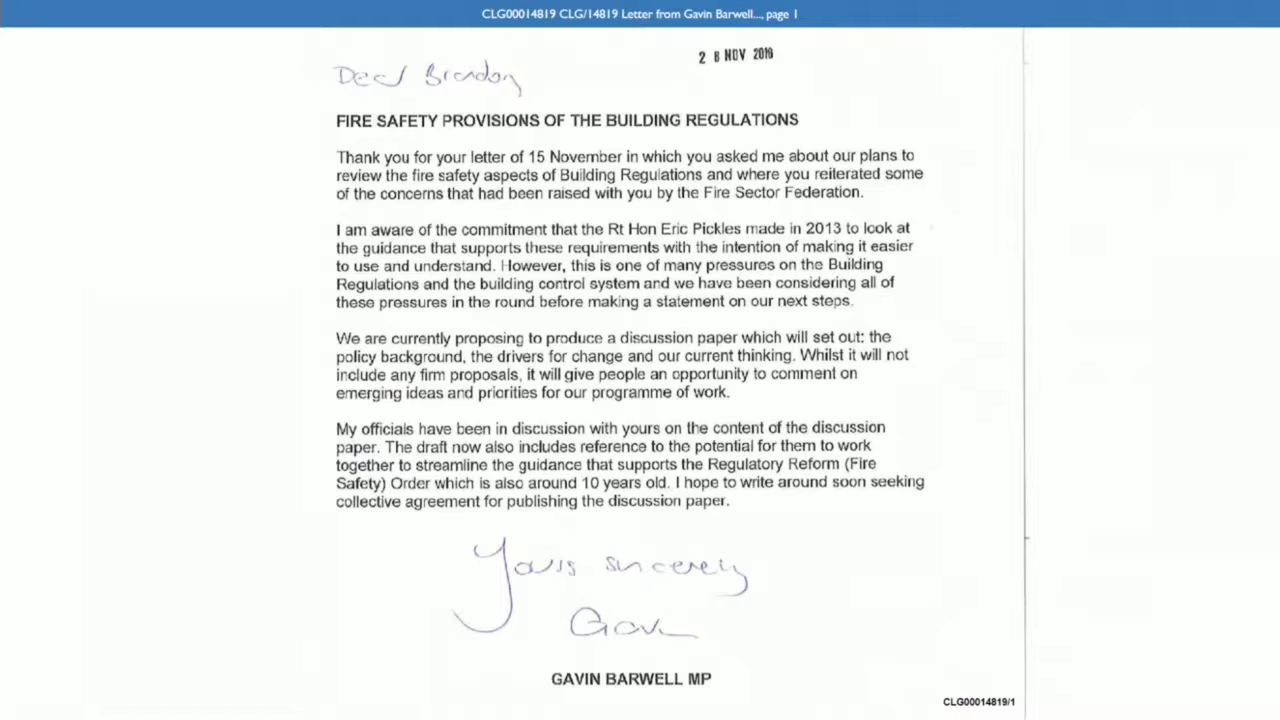 CLG00014819 CLG/14819 Letter from Gavin Barwell..., page 1
2 8 NOV 2016
Dear Brandon
FIRE SAFETY PROVISIONS OF THE BUILDING REGULATIONS
Thank you for your letter of 15 November in which you asked me about our plans to
review the fire safety aspects of Building Regulations and where you reiterated some
of the concerns that had been raised with you by the Fire Sector Federation.
I am aware of the commitment that the Rt Hon Eric Pickles made in 2013 to look at
the guidance that supports these requirements with the intention of making it easier
to use and understand. However, this is one of many pressures on the Building
Regulations and the building control system and we have been considering all of
these pressures in the round before making a statement on our next steps.
We are currently proposing to produce a discussion paper which will set out: the
policy background, the drivers for change and our current thinking. Whilst it will not
include any firm proposals, it will give people an opportunity to comment on
emerging ideas and priorities for our programme of work.
My officials have been in discussion with yours on the content of the discussion
paper. The draft now also includes reference to the potential for them to work
together to streamline the guidance that supports the Regulatory Reform (Fire
Safety) Order which is also around 10 years old. I hope to write around soon seeking
collective agreement for publishing the discussion paper.
Yours sincerely
Gavin
GAVIN BARWELL MP
CLG00014819/1